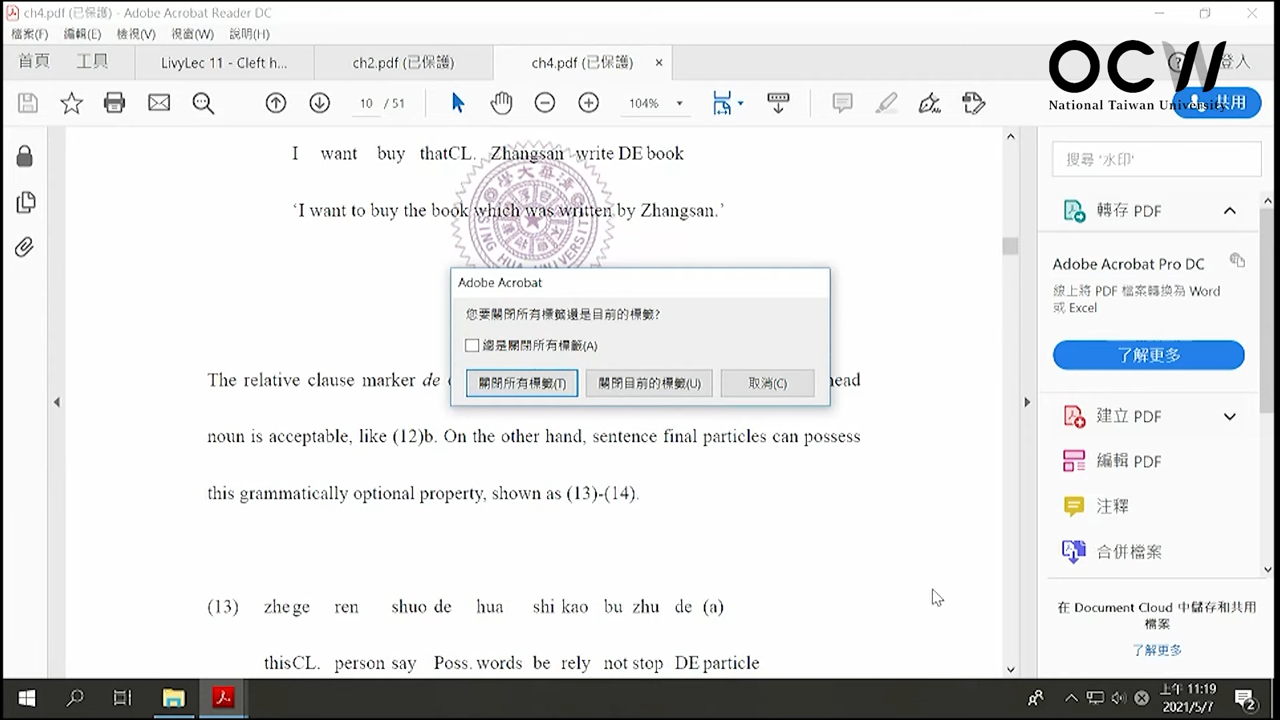 ch4.pdf (已保護) - Adobe Acrobat Reader DC
檔案(F) 編輯(E) 檢視(V) 視窗(W) 說明(H)
首頁 工具 LivyLec 11 - Cleft h... ch2.pdf (已保護) ch4.pdf (已保護) × 登入
OCW
National Taiwan University
10 / 51 104% 共用
I want buy thatCL. Zhangsan write DE book
‘I want to buy the book which was written by Zhangsan.’
The relative clause marker de
head
noun is acceptable, like (12)b. On the other hand, sentence final particles can possess
this grammatically optional property, shown as (13)-(14).
(13) zhege ren shuo de hua shi kao bu zhu de (a)
thisCL. person say Poss. words be rely not stop DE particle
Adobe Acrobat
您要關閉所有標籤還是目前的標籤?
總是關閉所有標籤(A)
關閉所有標籤(T) 關閉目前的標籤(U) 取消(C)
搜尋 '水印'
轉存 PDF
Adobe Acrobat Pro DC
線上將 PDF 檔案轉換為 Word
或 Excel
了解更多
建立 PDF
編輯 PDF
注釋
合併檔案
在 Document Cloud 中儲存和共用
檔案
了解更多
上午 11:19
2021/5/7
2